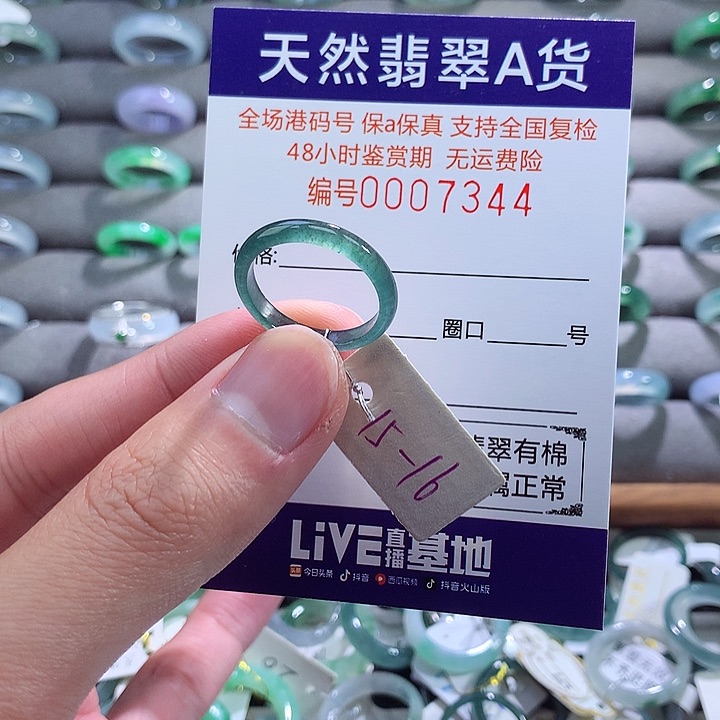 天然翡翠A货
全场港码号 保a保真 支持全国复检
48小时鉴赏期 无运费险
编号0007344
价格:
圈口 号
15-16
翡翠有棉
属正常
LiVE直播基地
头条 今日头条 抖音 西瓜视频 抖音火山版